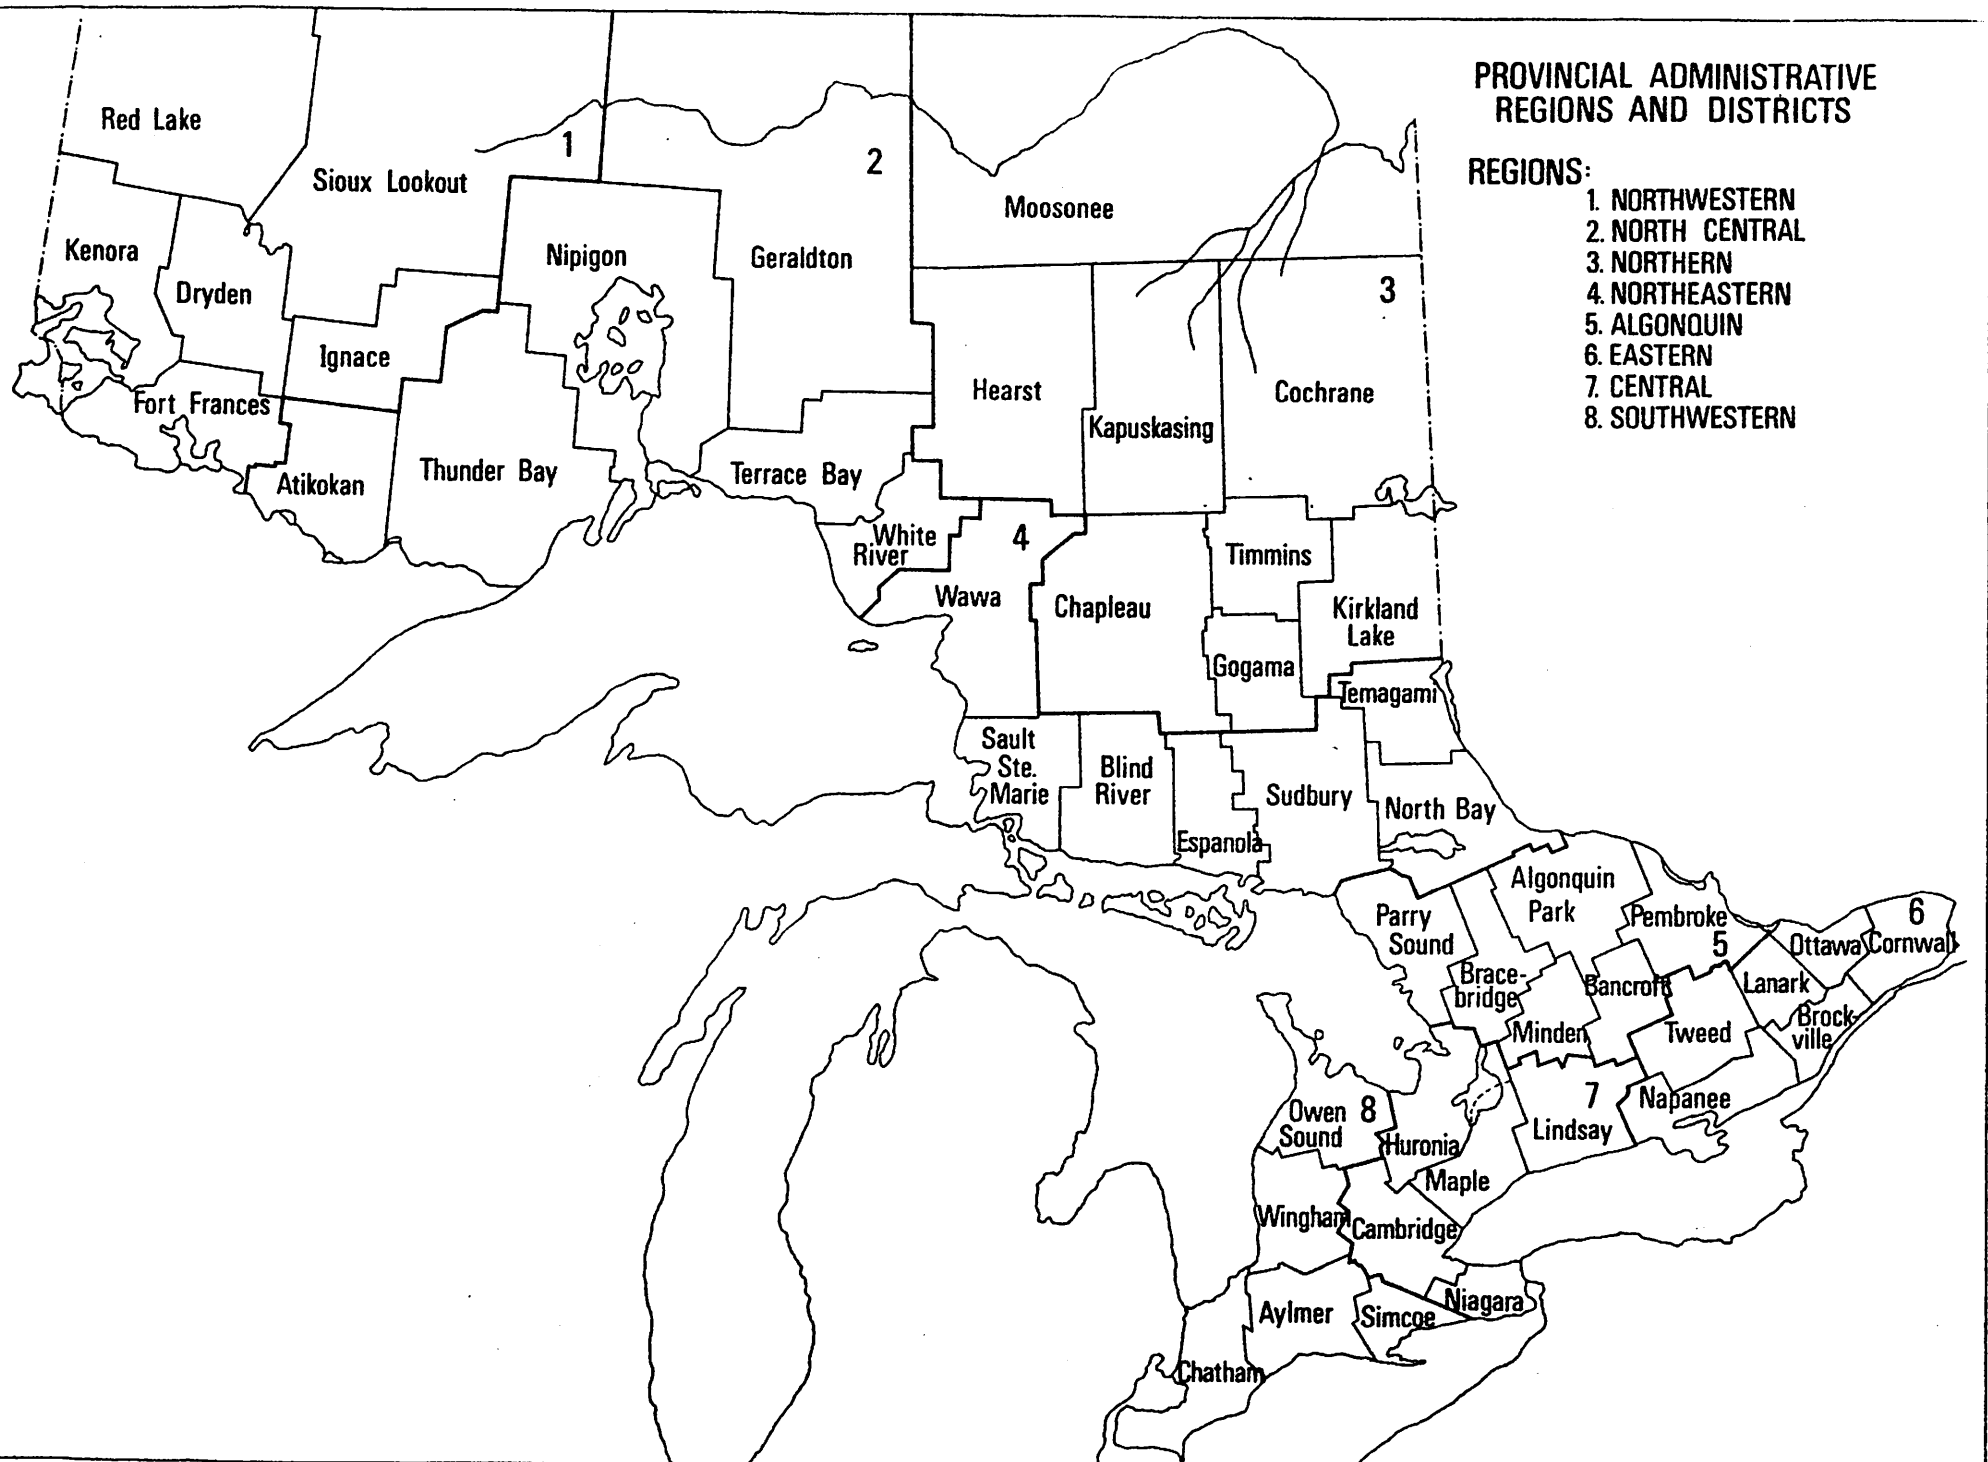 PROVINCIAL ADMINISTRATIVE
REGIONS AND DISTRICTS
REGIONS:
1. NORTHWESTERN
2. NORTH CENTRAL
3. NORTHERN
4. NORTHEASTERN
5. ALGONQUIN
6. EASTERN
7. CENTRAL
8. SOUTHWESTERN
Red Lake
1
2
Sioux Lookout
Moosonee
Kenora
Nipigon
Geraldton
Dryden
3
Ignace
Hearst
Cochrane
Fort Frances
Kapuskasing
Atikokan
Thunder Bay
Terrace Bay
White
River
4
Timmins
Wawa
Chapleau
Kirkland
Lake
Gogama
Temagami
Sault
Ste.
Marie
Blind
River
Sudbury
North Bay
Espanola
Algonquin
Park
Parry
Sound
Pembroke
5
6
Ottawa
Cornwall
Brace-
bridge
Bancroft
Lanark
Minden
Tweed
Brock-
ville
7
Napanee
Owen
Sound
8
Lindsay
Huronia
Maple
Wingham
Cambridge
Niagara
Aylmer
Simcoe
Chatham